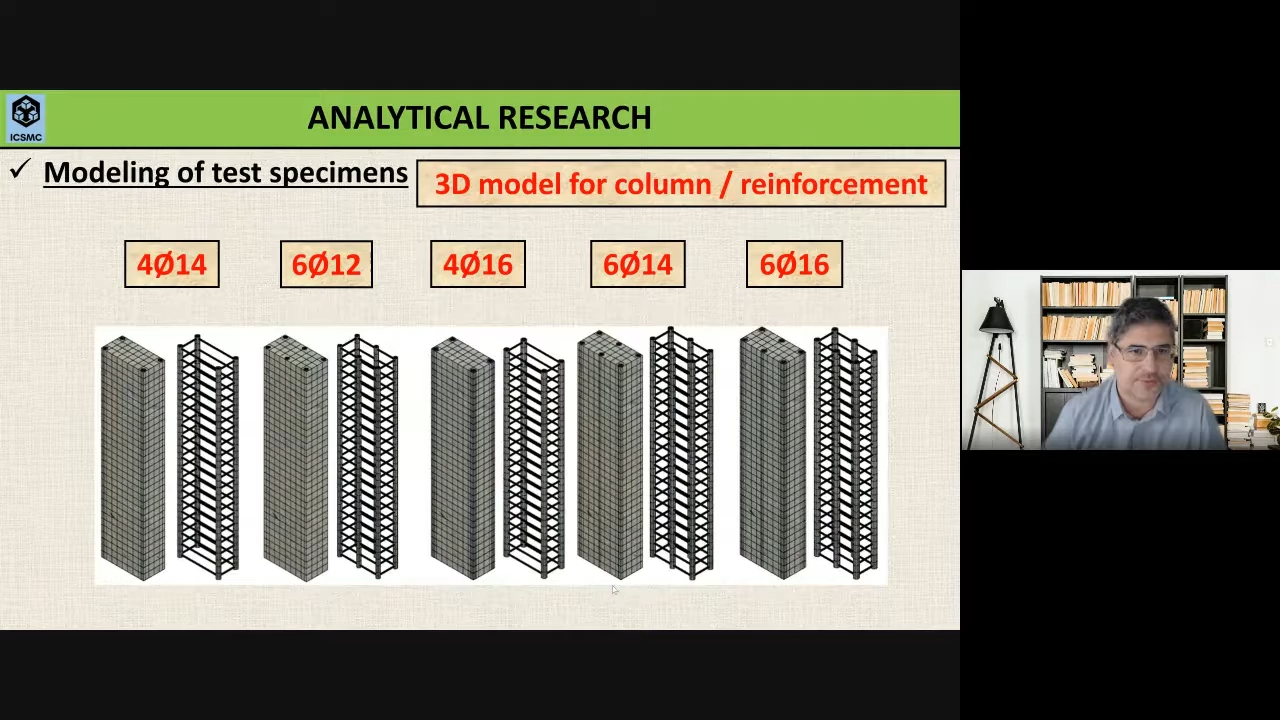 ICSMC
ANALYTICAL RESEARCH
✓ Modeling of test specimens
3D model for column / reinforcement
4Ø14
6Ø12
4Ø16
6Ø14
6Ø16